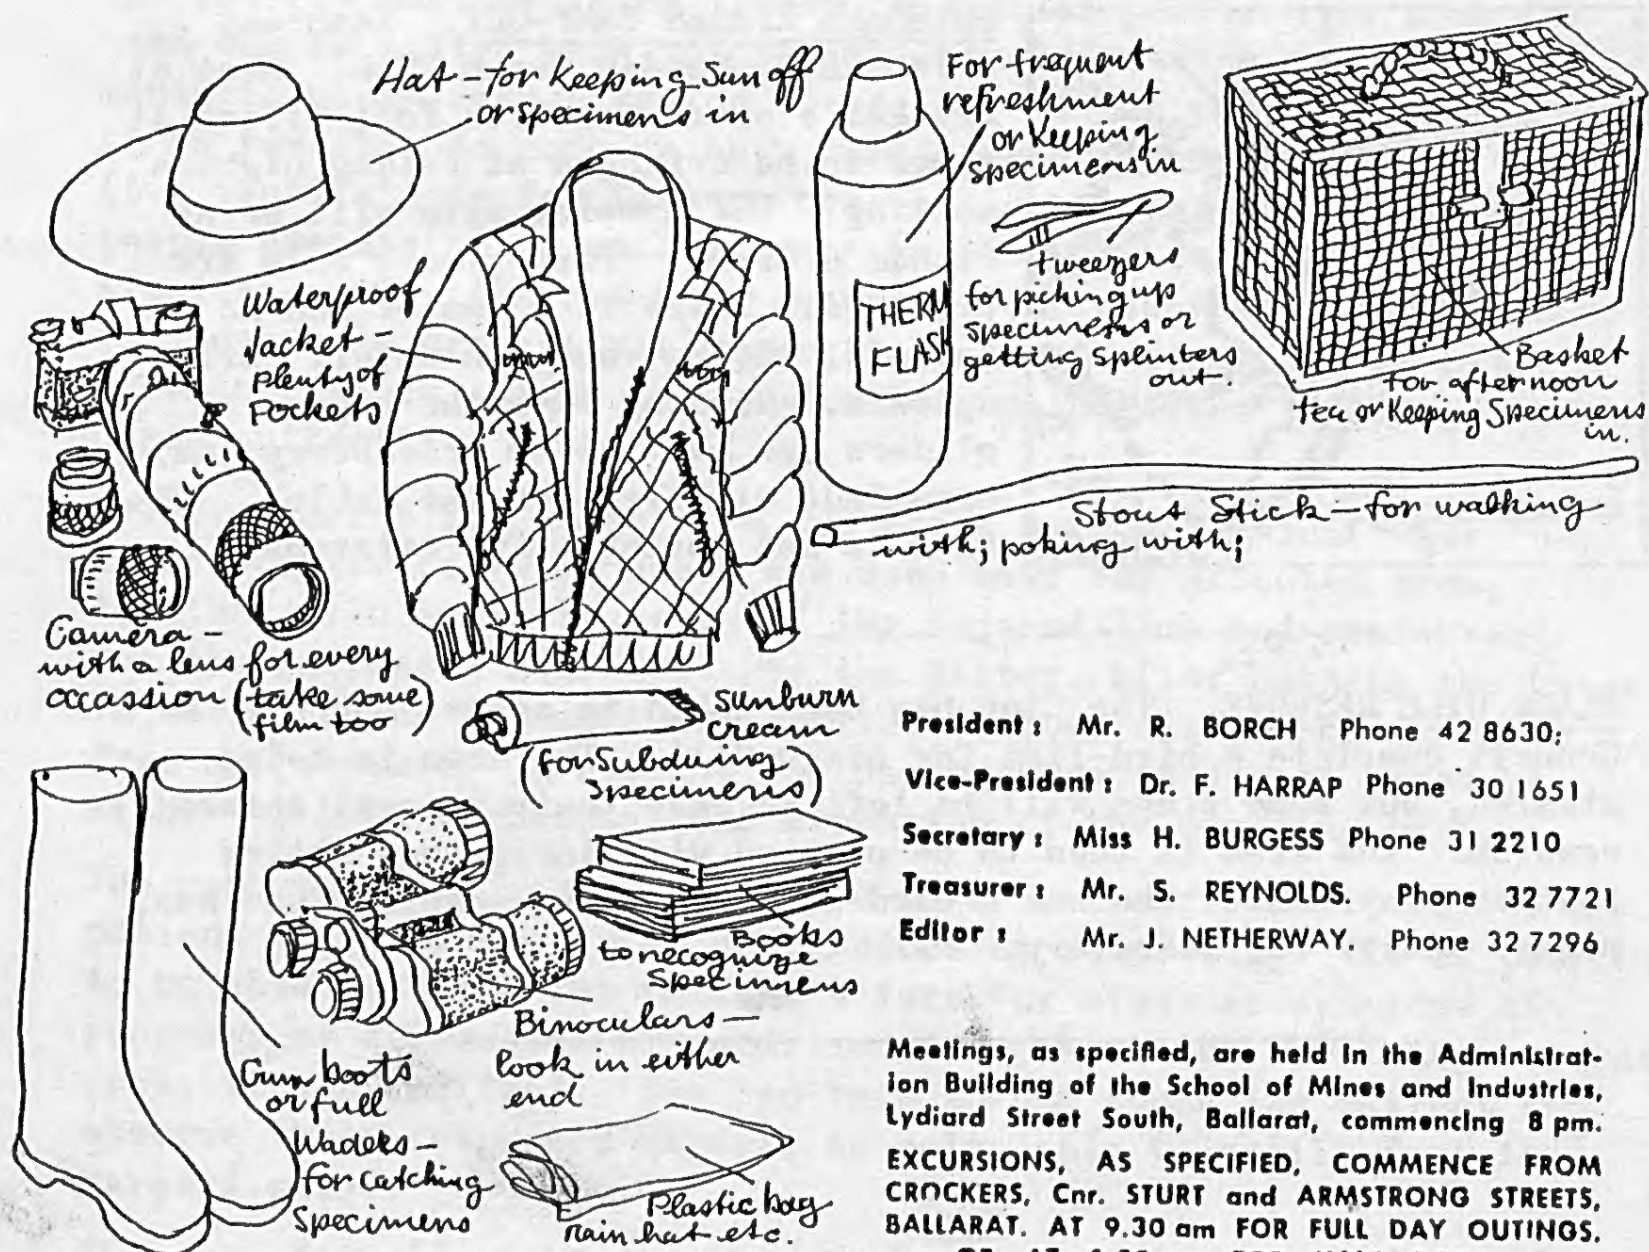 Hat - for keeping Sun off
or specimens in
For frequent
refreshment
or keeping
specimens in
tweezers
for picking up
specimens or
getting splinters
out.
THERM
FLASK
Basket
for afternoon
tea or Keeping Specimens
in.
Waterproof
Jacket -
Plenty of
Pockets
Stout Stick - for walking
with; poking with;
Camera -
with a lens for every
occassion (take some
film too)
sunburn
cream
(for Subduing
Specimens)
Books
to recognize
Specimens
Binoculars -
look in either
end
Gum boots
or full
Waders -
for catching
Specimens
Plastic bag
rain hat etc.
President: Mr. R. BORCH Phone 42 8630;
Vice-President: Dr. F. HARRAP Phone 30 1651
Secretary: Miss H. BURGESS Phone 31 2210
Treasurer: Mr. S. REYNOLDS. Phone 32 7721
Editor: Mr. J. NETHERWAY. Phone 32 7296
Meetings, as specified, are held in the Administrat-
ion Building of the School of Mines and Industries,
Lydiard Street South, Ballarat, commencing 8 pm.
EXCURSIONS, AS SPECIFIED, COMMENCE FROM
CROCKERS, Cnr. STURT and ARMSTRONG STREETS,
BALLARAT. AT 9.30 am FOR FULL DAY OUTINGS.